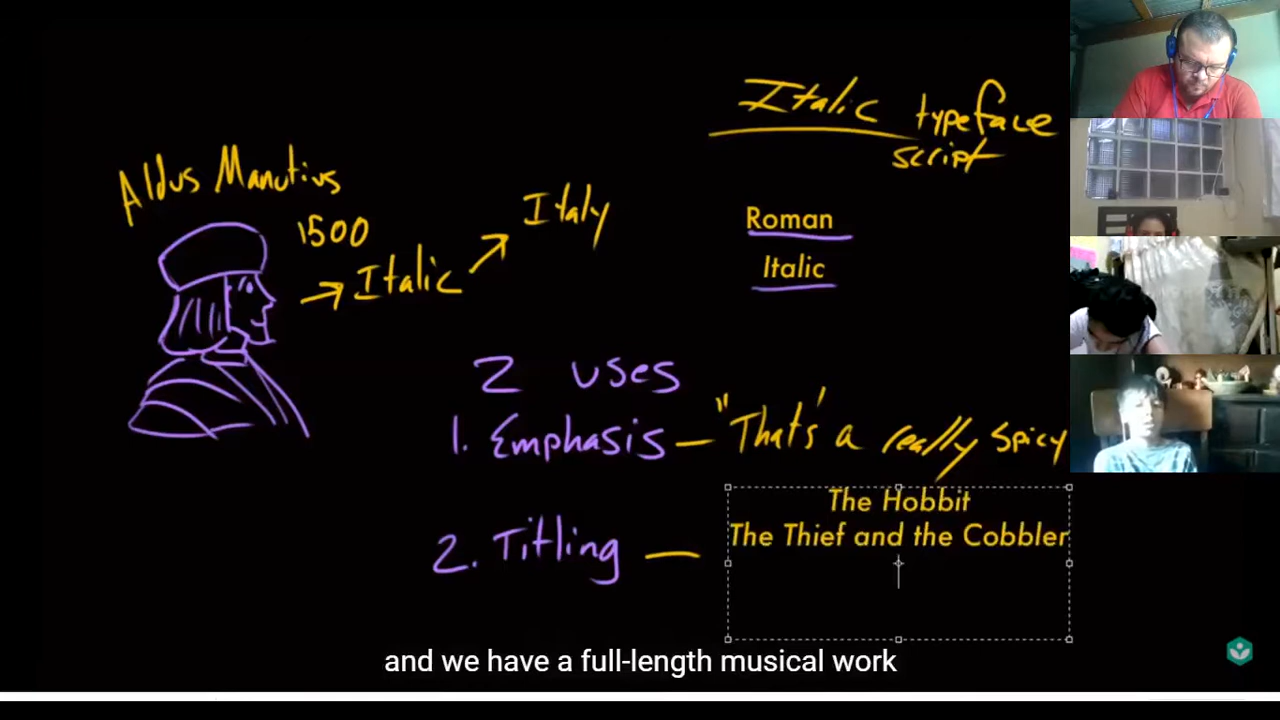 Italic typeface
script
Aldus Manutius
1500
→ Italic → Italy
Roman
Italic
2 uses
1. Emphasis — "That's a really spicy
2. Titling —
The Hobbit
The Thief and the Cobbler
and we have a full-length musical work